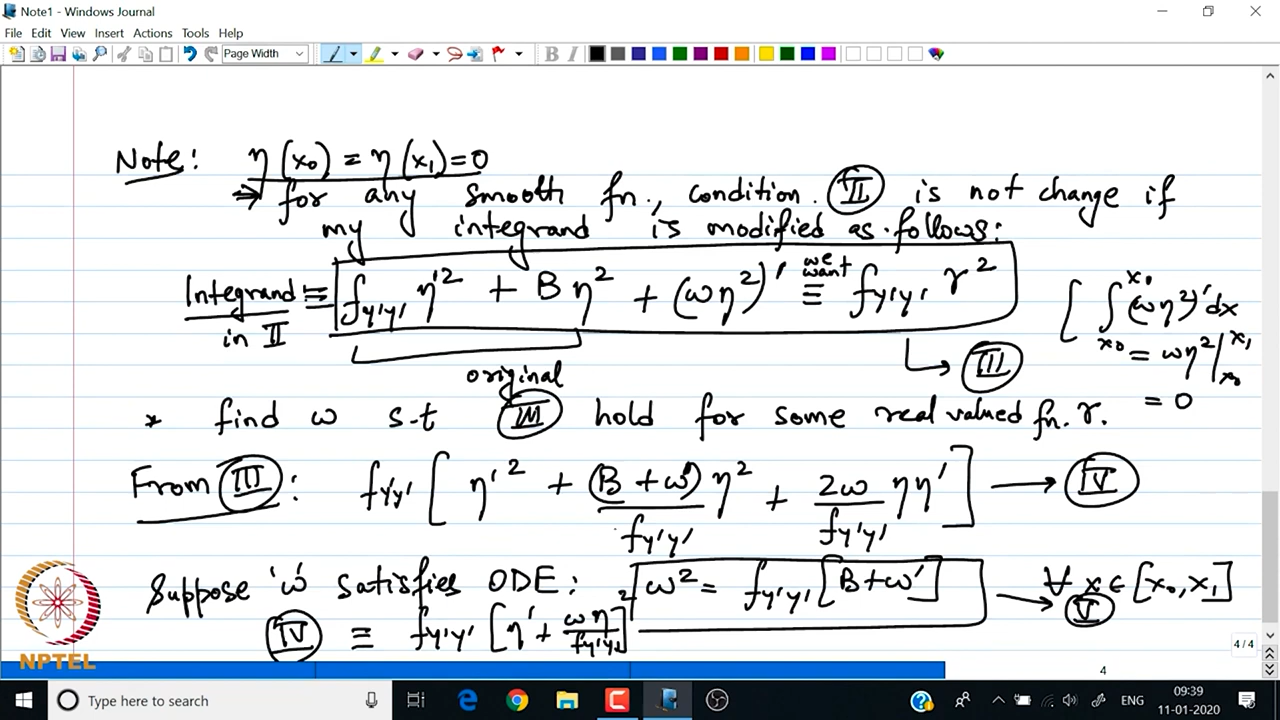 Note1 - Windows Journal
File Edit View Insert Actions Tools Help
Page Width
B I
Note: η(x₀) = η(x₁) = 0
⇒ for any smooth fn., condition. II is not change if
my integrand is modified as follows:
Integrand in II ≡ f_{y'y'} η'² + Bη² + (ωη²)' ≡ (we want) f_{y'y'} r²
original
→ III
[ ∫_{x₀}^{x₀} (ωη²)' dx
= ωη² |_{x₀}^{x₁}
= 0
* find ω s.t III hold for some real valued fn. r.
From III : f_{y'y'} [ η'² + (B + ω')/f_{y'y'} η² + 2ω/f_{y'y'} ηη' ] → IV
Suppose 'ω' satisfies ODE: ω² = f_{y'y'} [B + ω'] → V ∀ x ∈ [x₀, x₁]
IV ≡ f_{y'y'} [ η' + ωη/f_{y'y'} ]²
NPTEL
4/4
4
Type here to search
ENG
09:39
11-01-2020